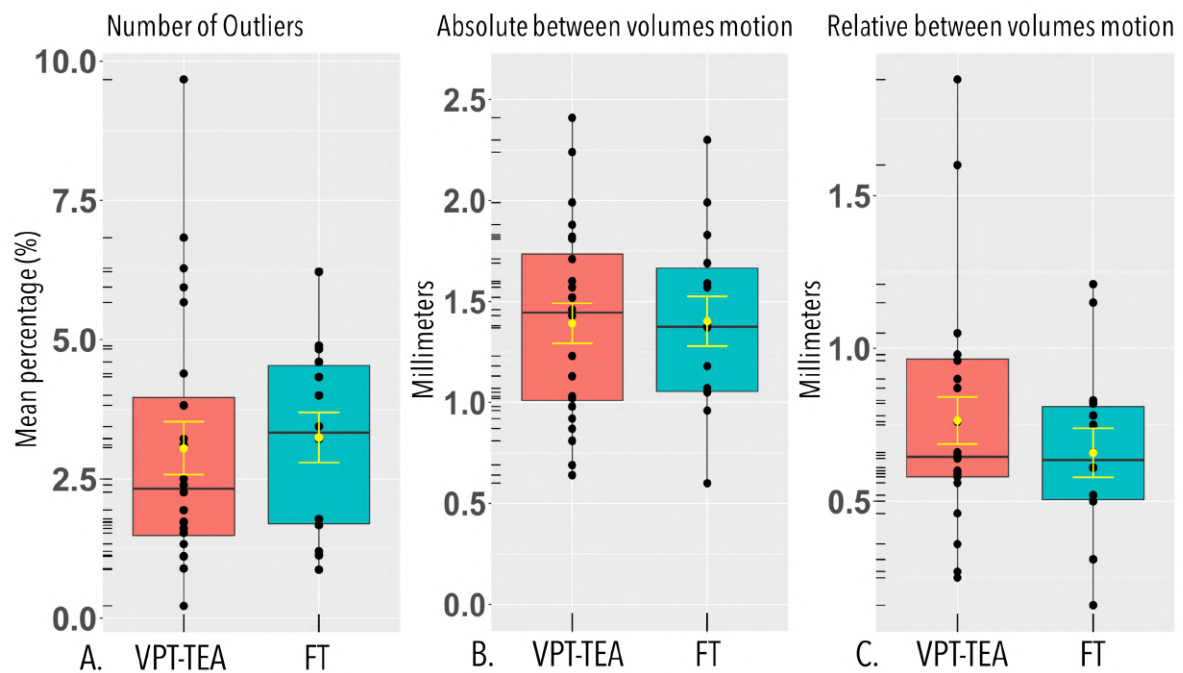 Number of Outliers
Absolute between volumes motion
Relative between volumes motion
Mean percentage (%)
10.0
7.5
5.0
2.5
0.0
Millimeters
2.5
2.0
1.5
1.0
0.5
0.0
Millimeters
1.5
1.0
0.5
A. VPT-TEA FT
B. VPT-TEA FT
C. VPT-TEA FT